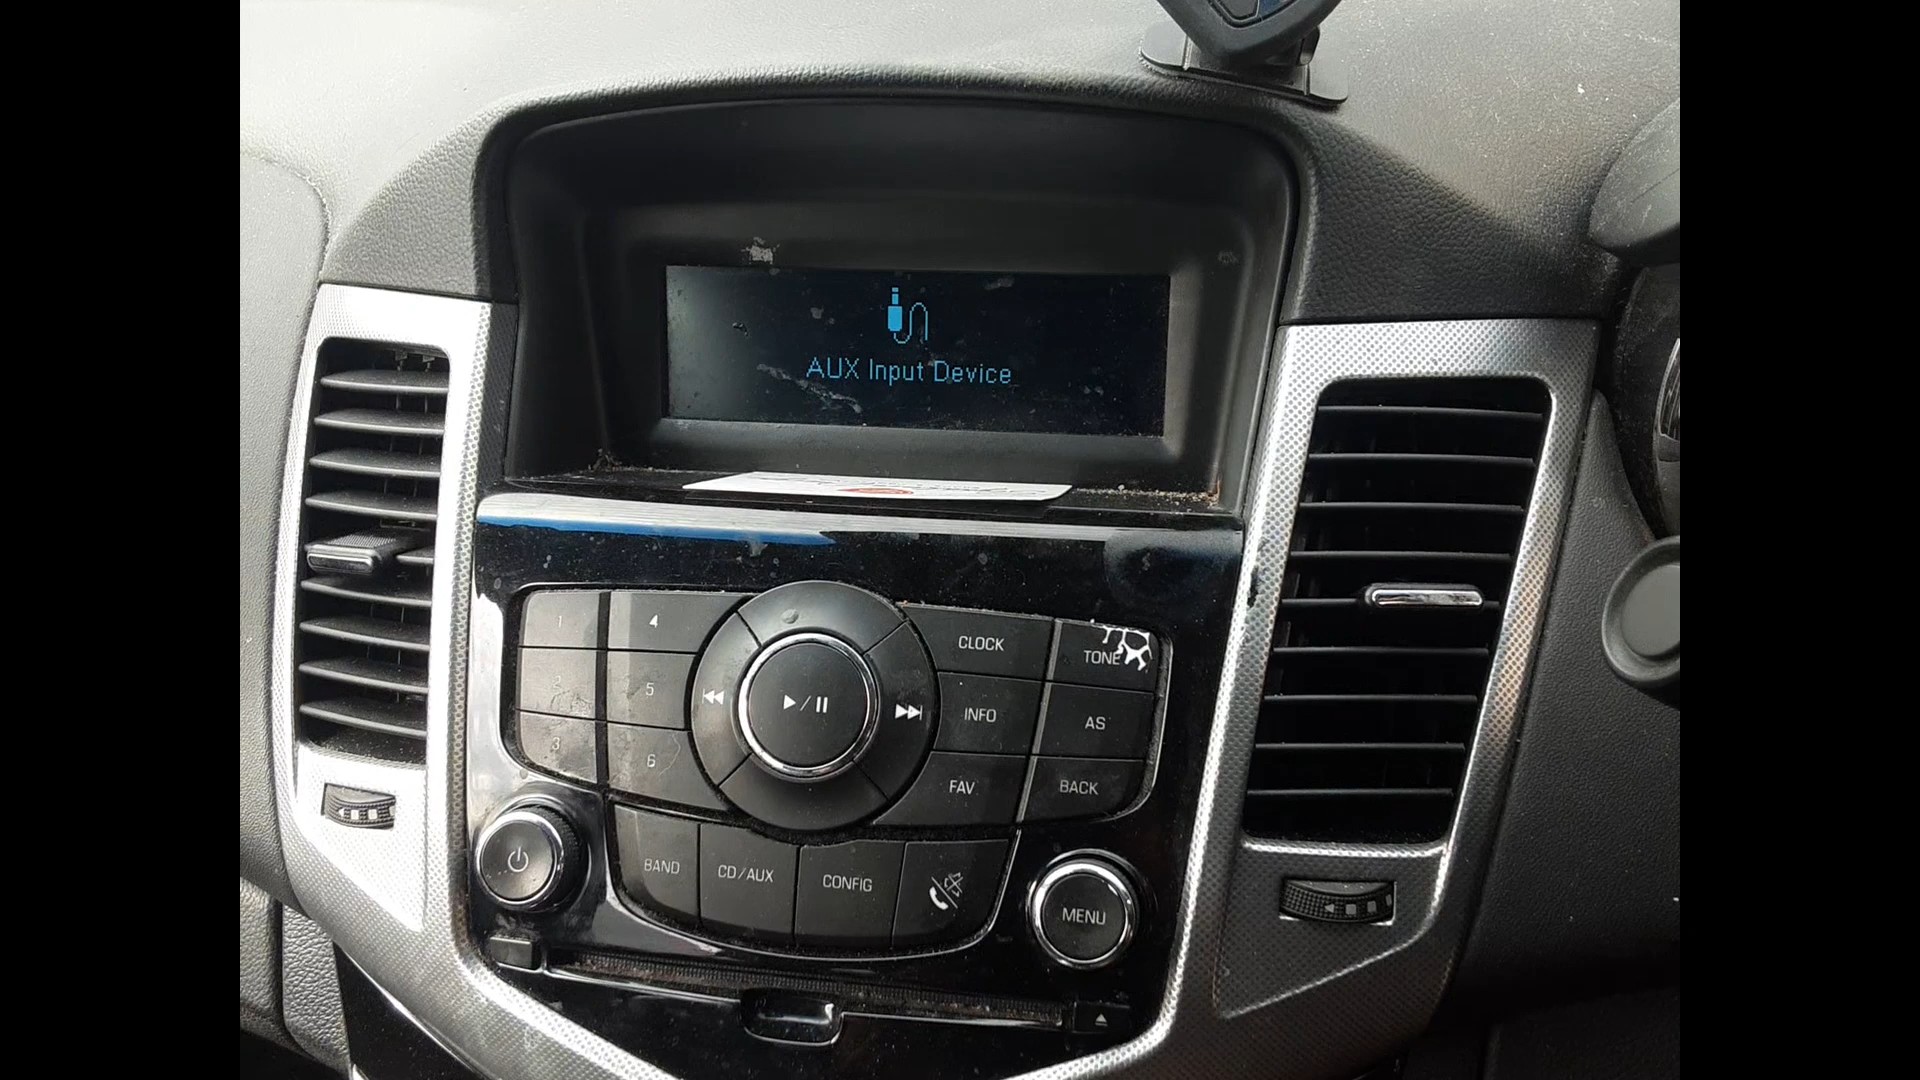 AUX Input Device
1
4
CLOCK
TONE
2
5
INFO
AS
3
6
FAV
BACK
BAND
CD/AUX
CONFIG
MENU